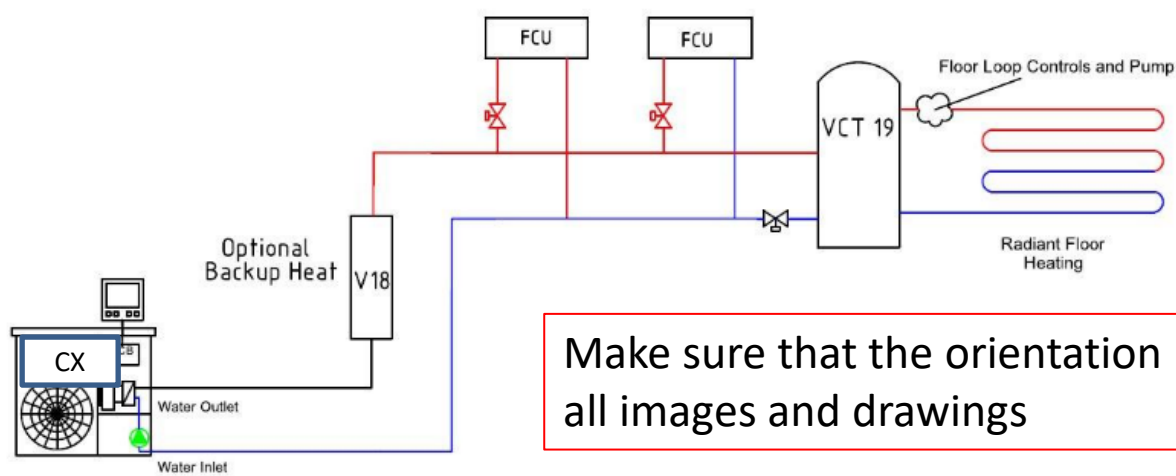 FCU
FCU
Floor Loop Controls and Pump
VCT 19
Optional
Backup Heat
V18
Radiant Floor
Heating
CX
CB
Water Outlet
Water Inlet
Make sure that the orientation
all images and drawings